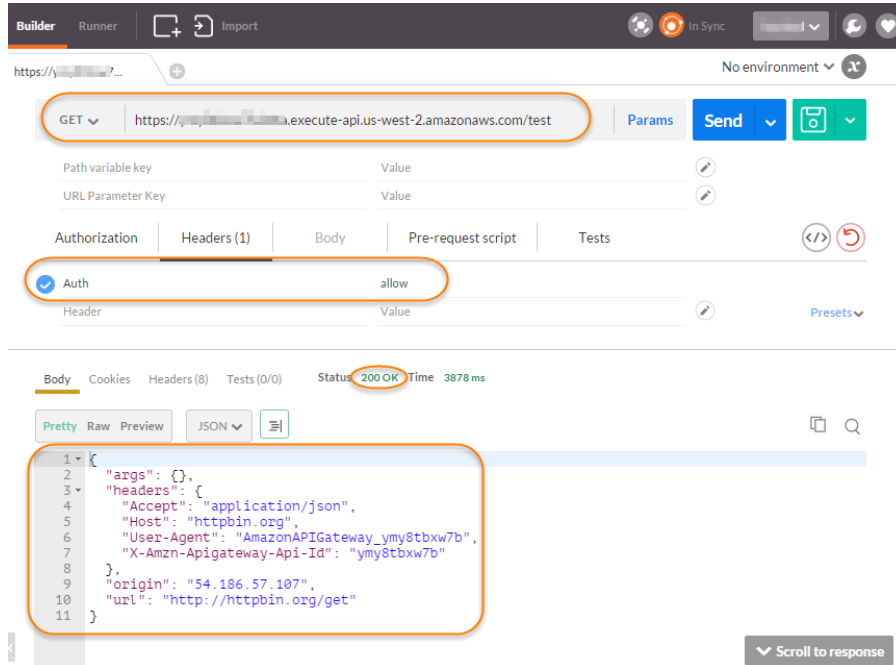 Builder Runner Import In Sync
https://y 7... No environment
GET https:// .execute-api.us-west-2.amazonaws.com/test Params Send
Path variable key Value
URL Parameter Key Value
Authorization Headers (1) Body Pre-request script Tests
Auth allow
Header Value Presets
Body Cookies Headers (8) Tests (0/0) Status 200 OK Time 3878 ms
Pretty Raw Preview JSON
1 {
2 "args": {},
3 "headers": {
4 "Accept": "application/json",
5 "Host": "httpbin.org",
6 "User-Agent": "AmazonAPIGateway_ymy8tbxw7b",
7 "X-Amzn-Apigateway-Api-Id": "ymy8tbxw7b"
8 },
9 "origin": "54.186.57.107",
10 "url": "http://httpbin.org/get"
11 }
Scroll to response